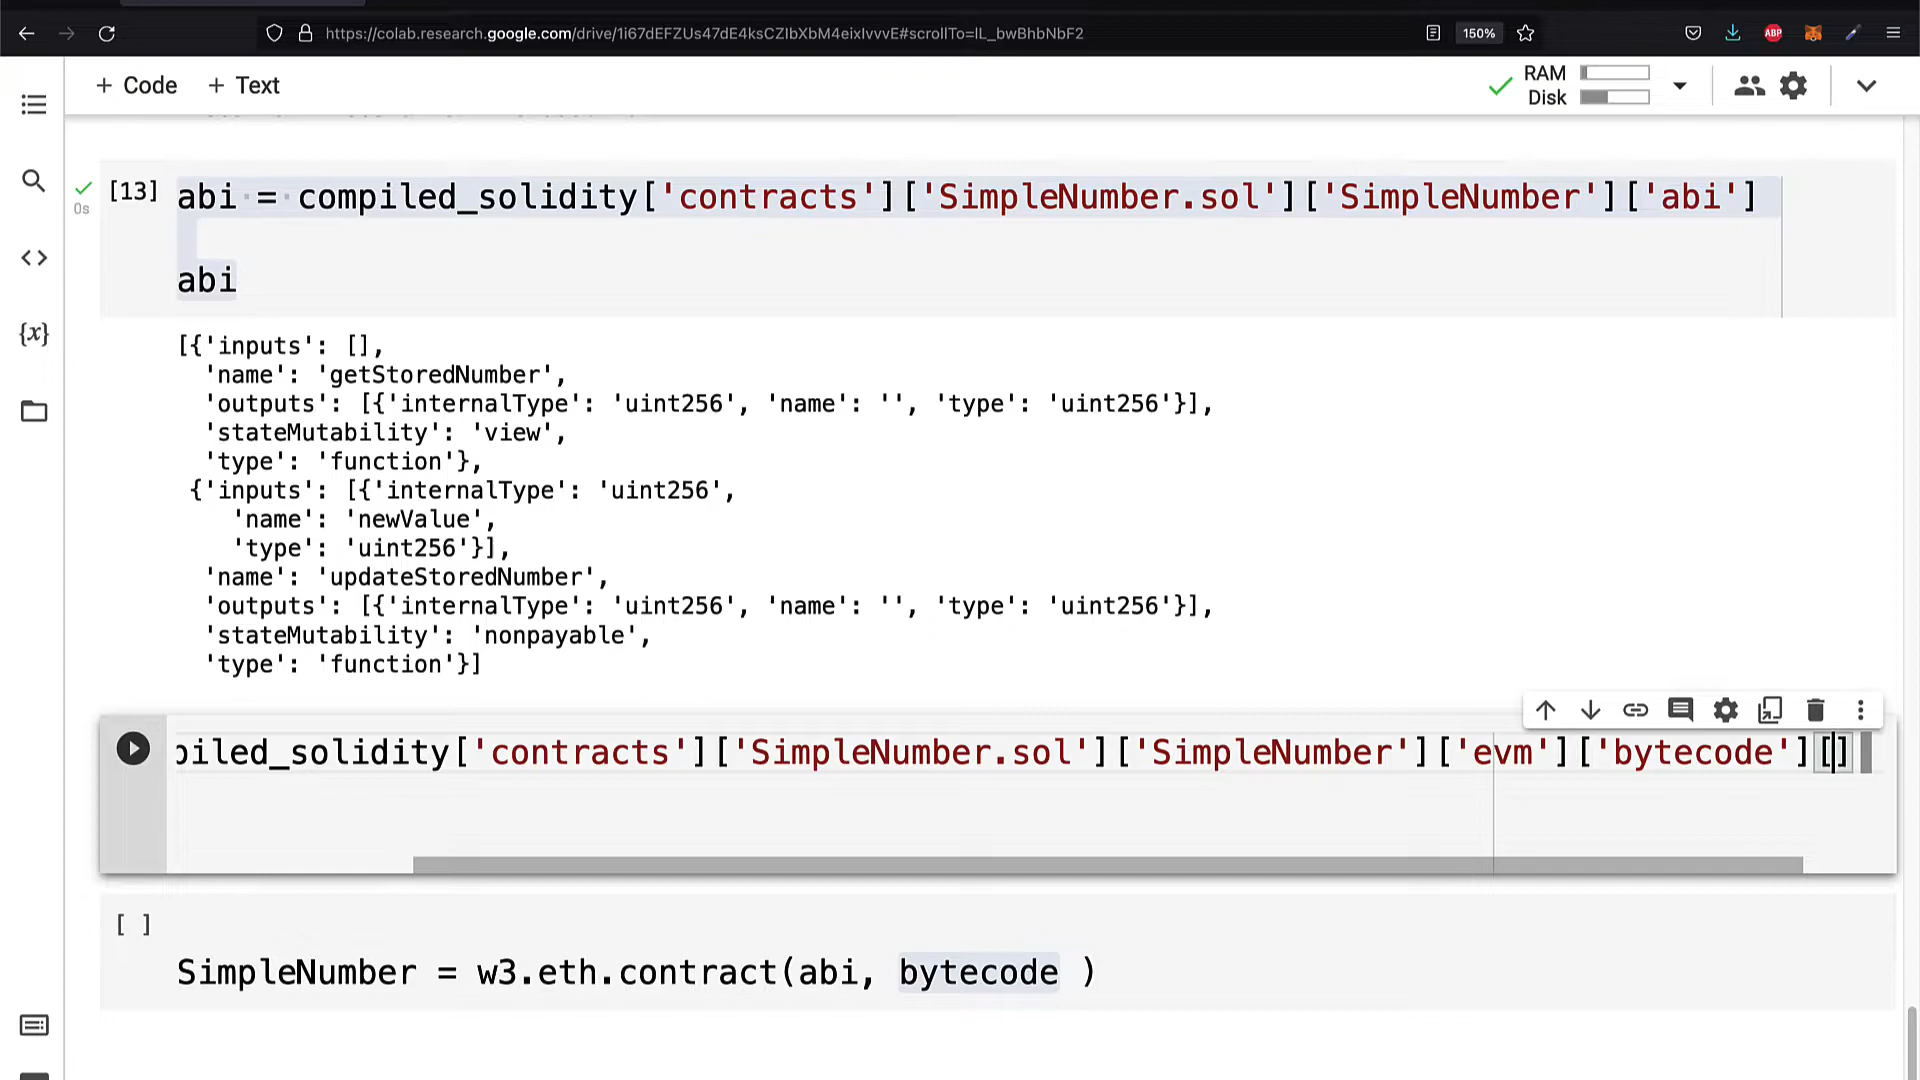 https://colab.research.google.com/drive/1i67dEFZUs47dE4ksCZIbXbM4eixIvvvE#scrollTo=lL_bwBhbNbF2
150%
ABP
+ Code + Text
RAM
Disk
{x}
[13] abi = compiled_solidity['contracts']['SimpleNumber.sol']['SimpleNumber']['abi']
0s
abi
[{'inputs': [],
'name': 'getStoredNumber',
'outputs': [{'internalType': 'uint256', 'name': '', 'type': 'uint256'}],
'stateMutability': 'view',
'type': 'function'},
{'inputs': [{'internalType': 'uint256',
'name': 'newValue',
'type': 'uint256'}],
'name': 'updateStoredNumber',
'outputs': [{'internalType': 'uint256', 'name': '', 'type': 'uint256'}],
'stateMutability': 'nonpayable',
'type': 'function'}]
piled_solidity['contracts']['SimpleNumber.sol']['SimpleNumber']['evm']['bytecode'][]
[ ]
SimpleNumber = w3.eth.contract(abi, bytecode )